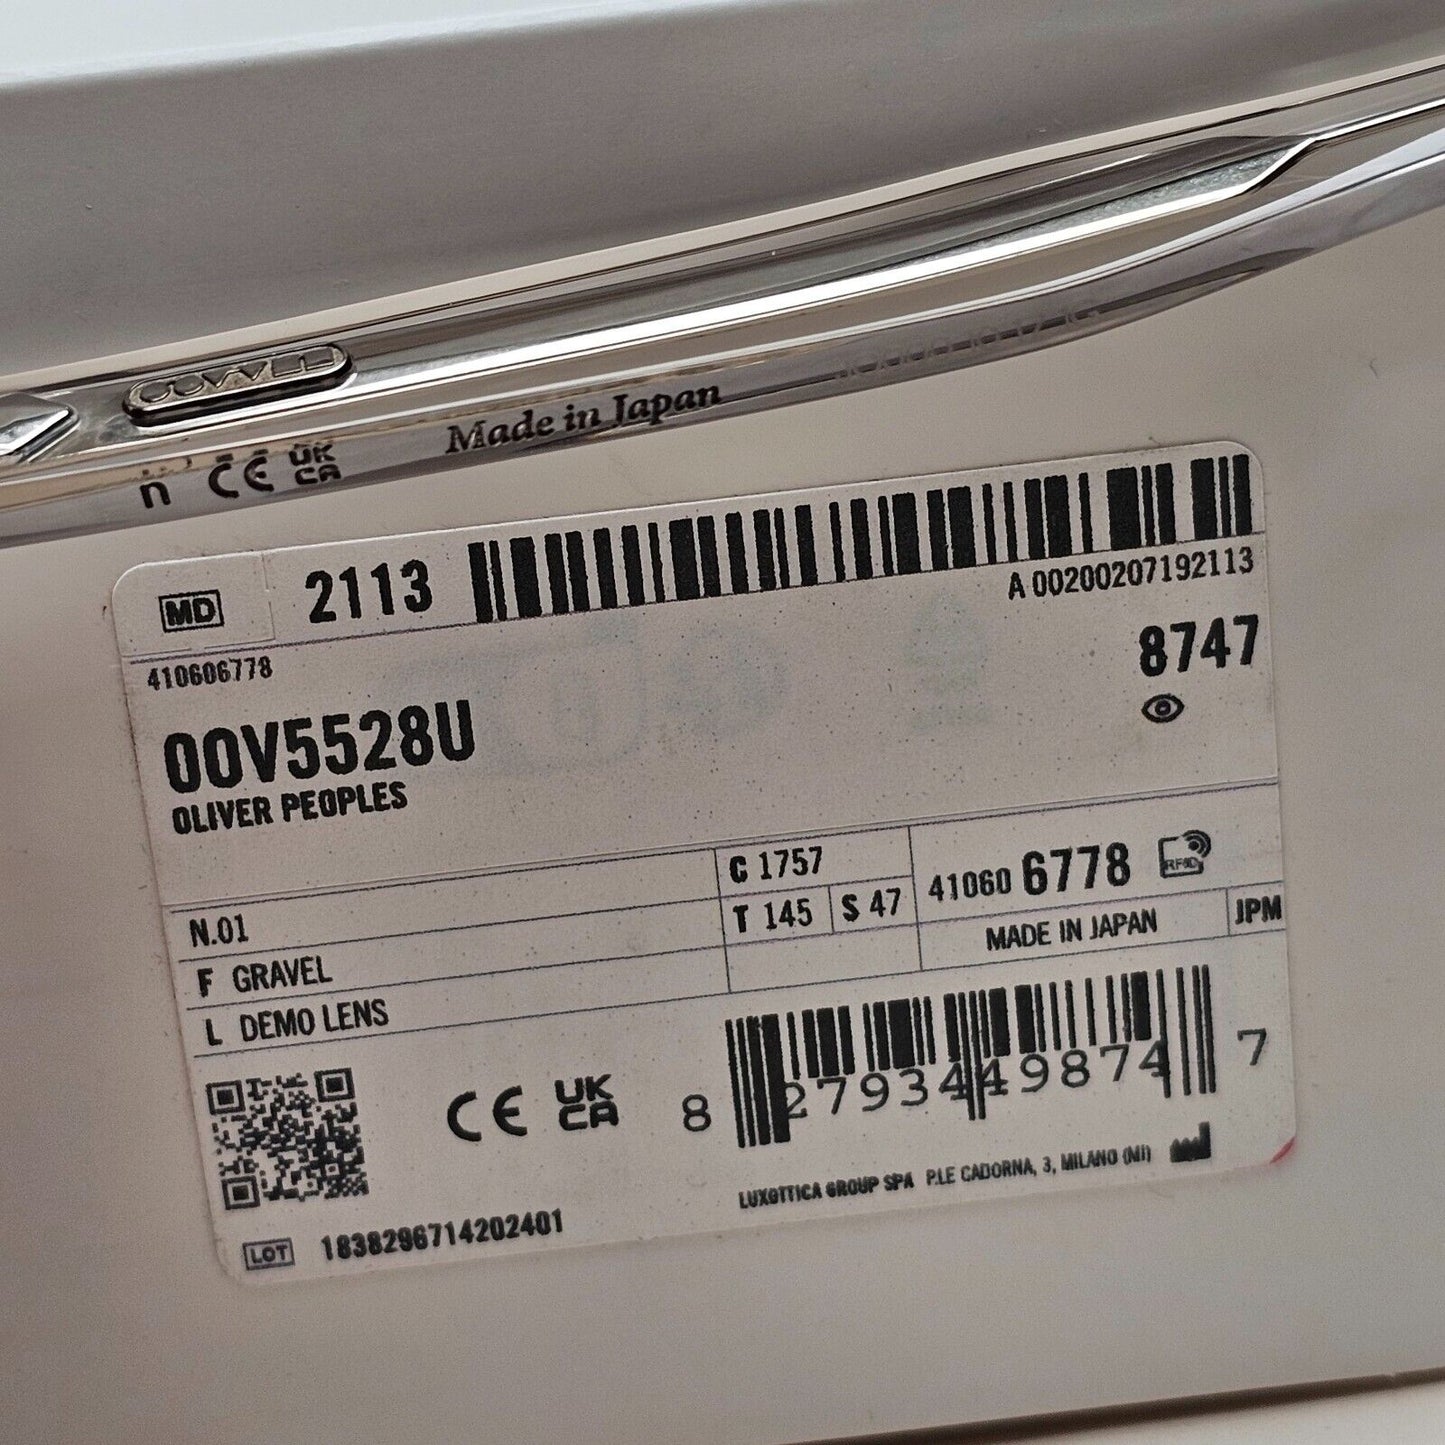 Made in Japan
n CE UK
CA
MD 2113
A 00200207192113
410606778
8747
00V5528U
OLIVER PEOPLES
C 1757
41060 6778 RFID
N.01
T 145 S 47
MADE IN JAPAN JPM
F GRAVEL
L DEMO LENS
CE UK
CA
8 27934 49874 7
LUXOTTICA GROUP SPA P.LE CADORNA, 3, MILANO (MI)
LOT 1838296714202401